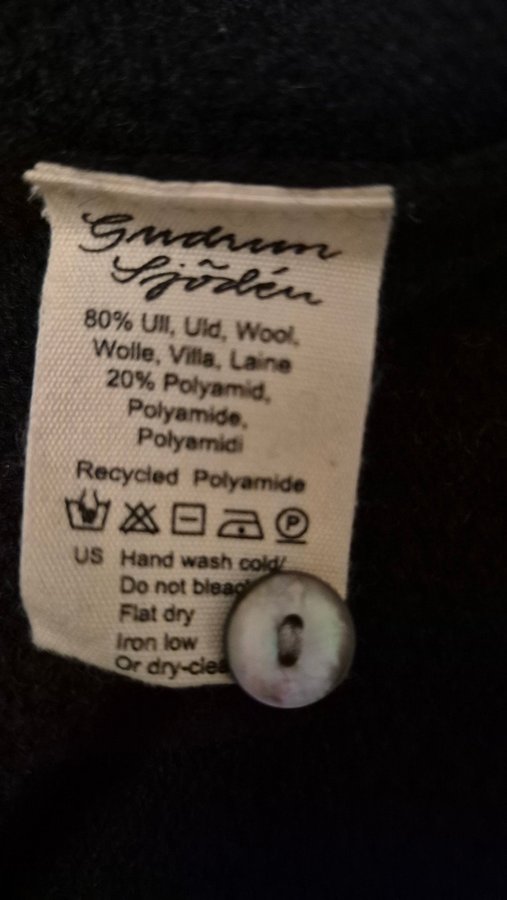 Gudrun
Sjödén
80% Ull, Uld, Wool,
Wolle, Villa, Laine
20% Polyamid,
Polyamide,
Polyamidi
Recycled Polyamide
P
US Hand wash cold/
Do not bleac
Flat dry
Iron low
Or dry-clea